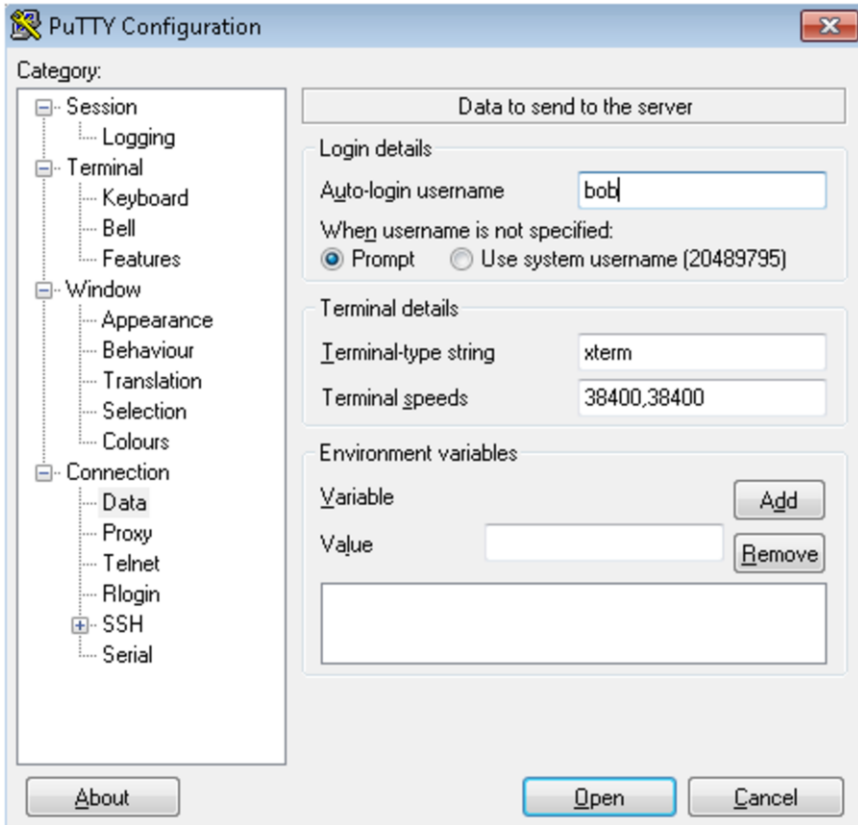 PuTTY Configuration
Category:
Session
Logging
Terminal
Keyboard
Bell
Features
Window
Appearance
Behaviour
Translation
Selection
Colours
Connection
Data
Proxy
Telnet
Rlogin
SSH
Serial
Data to send to the server
Login details
Auto-login username bob
When username is not specified:
Prompt Use system username (20489795)
Terminal details
Terminal-type string xterm
Terminal speeds 38400,38400
Environment variables
Variable Add
Value Remove
About Open Cancel